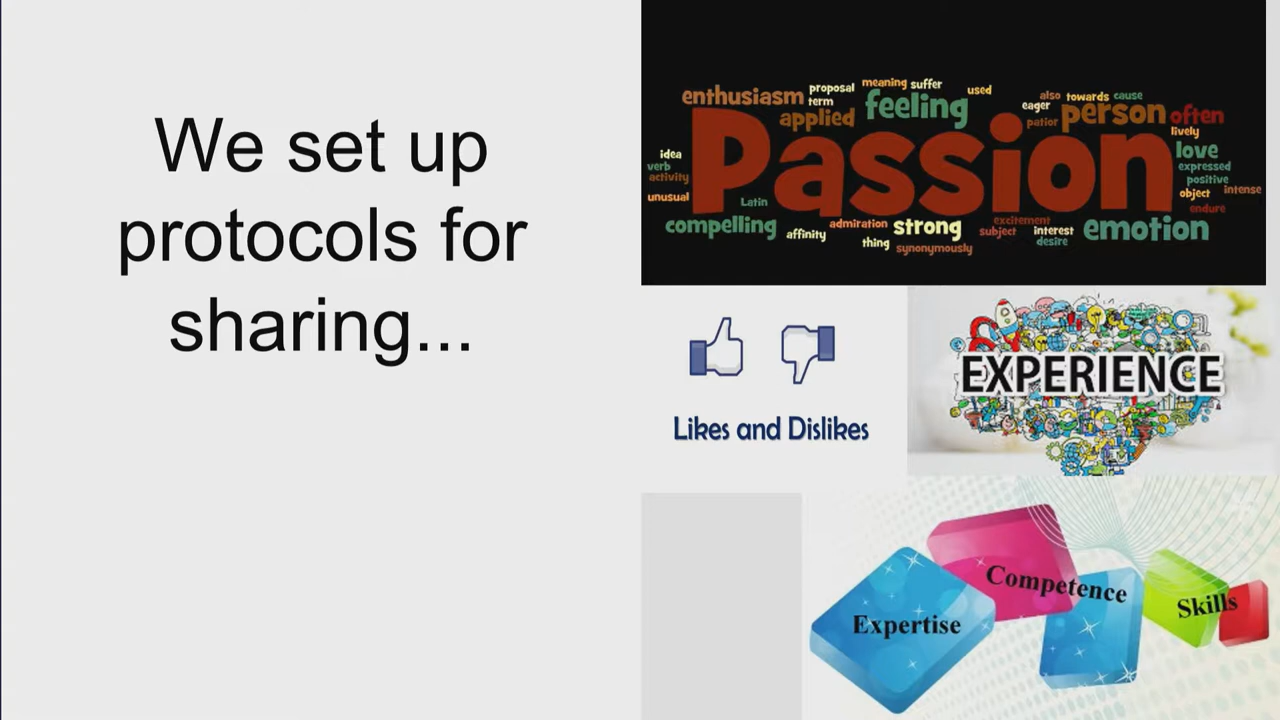 We set up
protocols for
sharing...
enthusiasm proposal meaning suffer used also towards cause
term applied feeling eager patior person often
Passion
lively
idea love
verb expressed
activity positive
unusual Latin object intense
endure
compelling affinity admiration strong excitement emotion
thing synonymously subject interest
desire
Likes and Dislikes
EXPERIENCE
Expertise
Competence
Skills